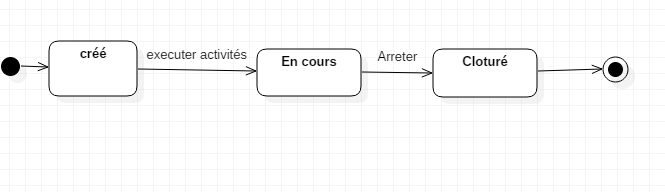 créé
executer activités
En cours
Arreter
Cloturé